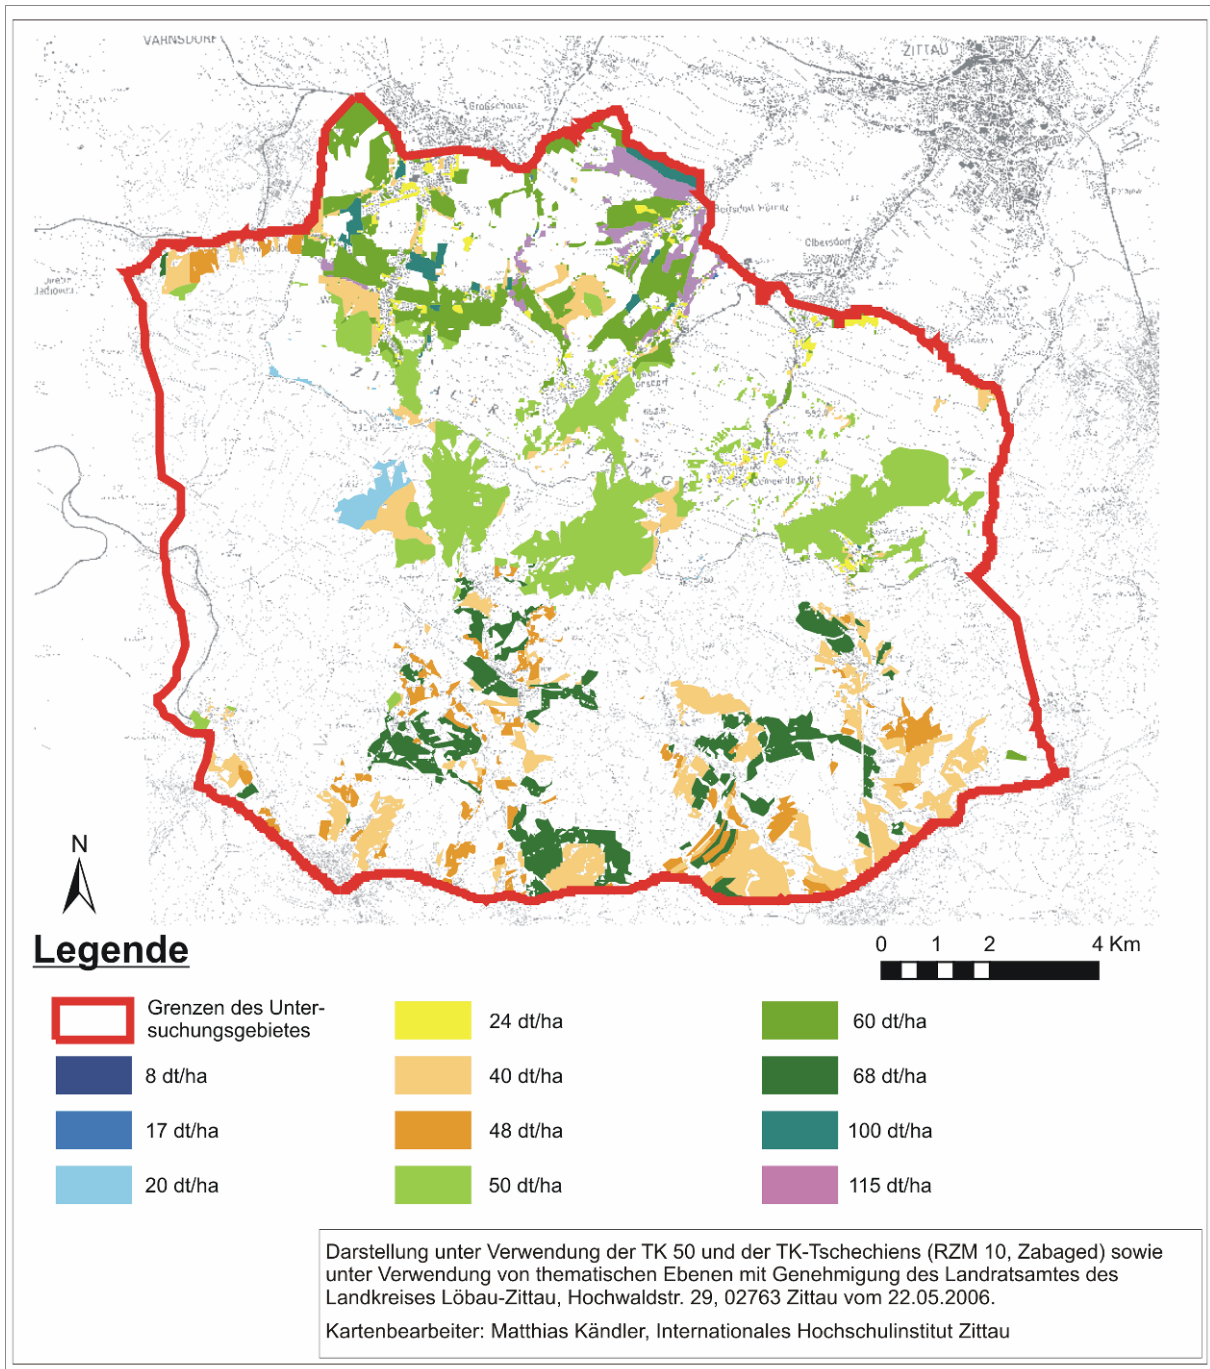 VARNSDORF
ZITTAU
Großschönau
Bertsdorf-Hörnitz
Olbersdorf
N
Legende
0 1 2 4 Km
Grenzen des Unter-
suchungsgebietes
8 dt/ha
17 dt/ha
20 dt/ha
24 dt/ha
40 dt/ha
48 dt/ha
50 dt/ha
60 dt/ha
68 dt/ha
100 dt/ha
115 dt/ha
Darstellung unter Verwendung der TK 50 und der TK-Tschechiens (RZM 10, Zabaged) sowie
unter Verwendung von thematischen Ebenen mit Genehmigung des Landratsamtes des
Landkreises Löbau-Zittau, Hochwaldstr. 29, 02763 Zittau vom 22.05.2006.
Kartenbearbeiter: Matthias Kändler, Internationales Hochschulinstitut Zittau